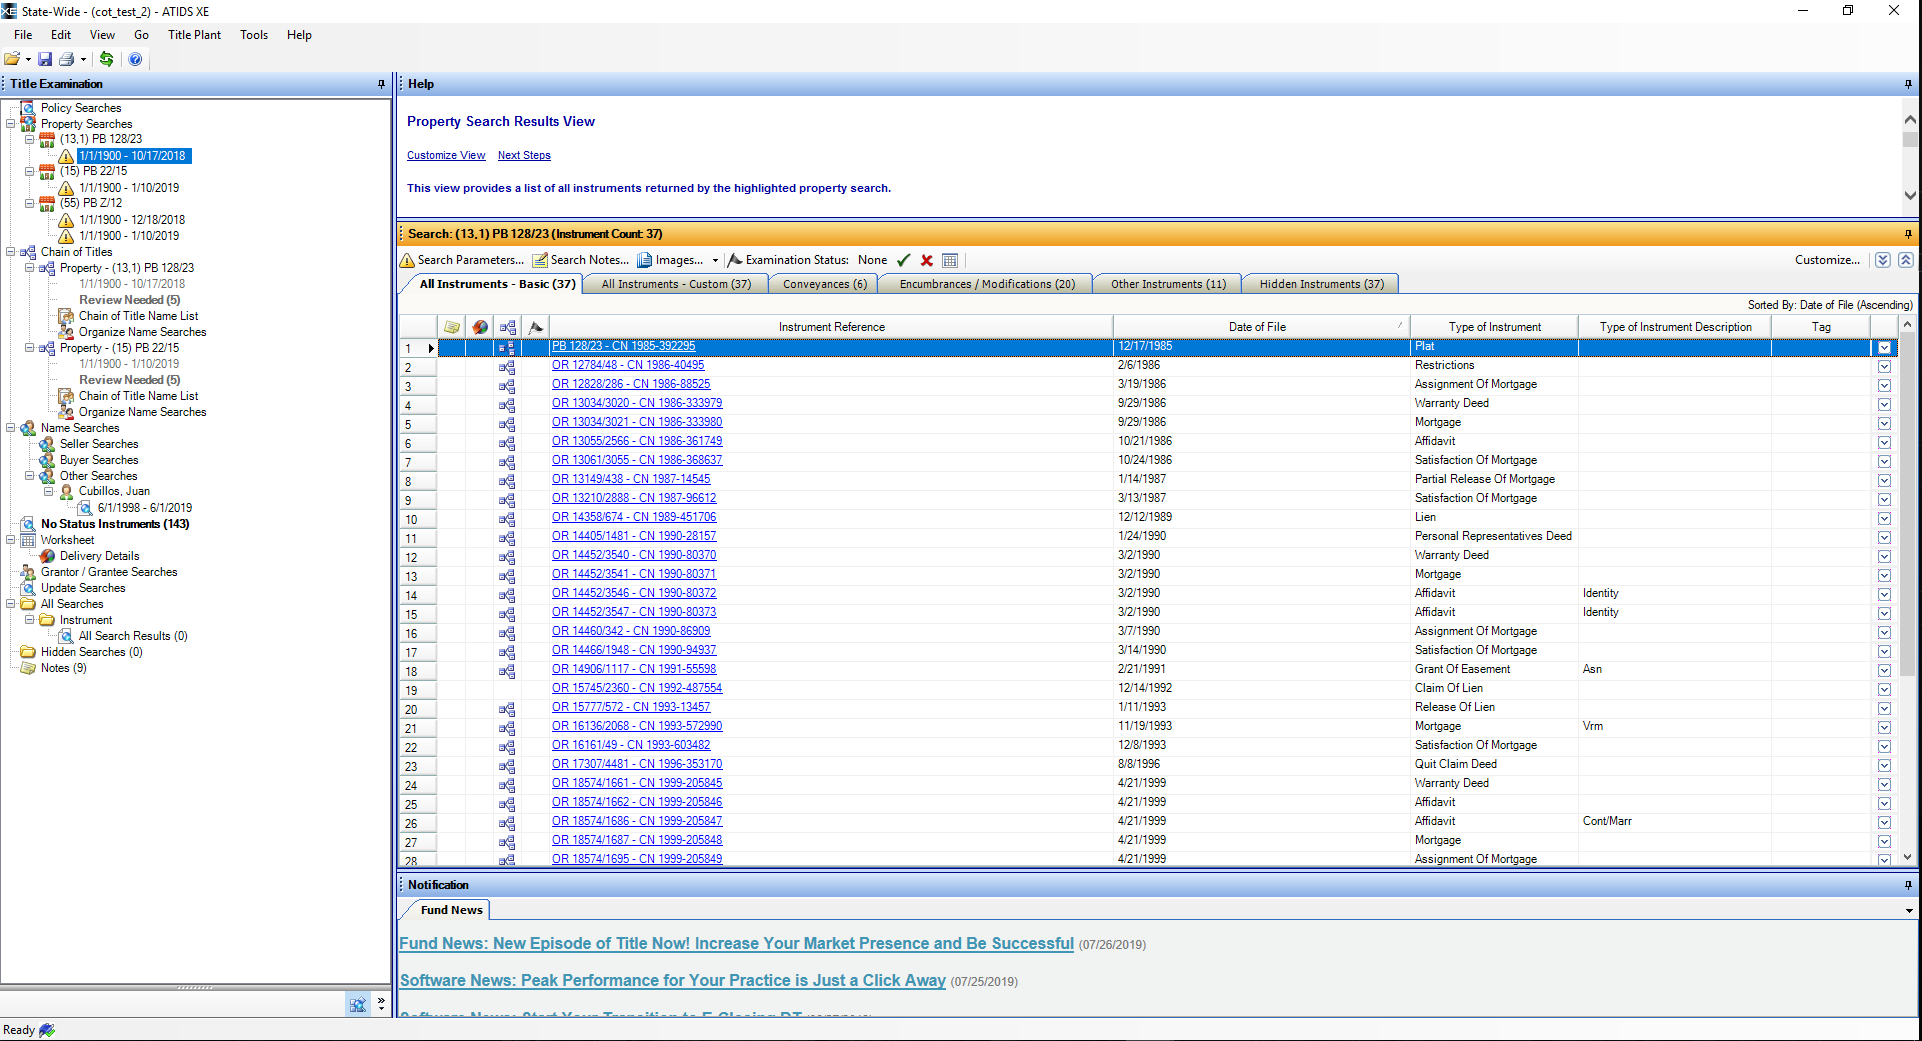 XE State-Wide - (cot_test_2) - ATIDS XE
File Edit View Go Title Plant Tools Help
Title Examination
Policy Searches
Property Searches
(13,1) PB 128/23
1/1/1900 - 10/17/2018
(15) PB 22/15
1/1/1900 - 1/10/2019
(55) PB Z/12
1/1/1900 - 12/18/2018
1/1/1900 - 1/10/2019
Chain of Titles
Property - (13,1) PB 128/23
1/1/1900 - 10/17/2018
Review Needed (5)
Chain of Title Name List
Organize Name Searches
Property - (15) PB 22/15
1/1/1900 - 1/10/2019
Review Needed (5)
Chain of Title Name List
Organize Name Searches
Name Searches
Seller Searches
Buyer Searches
Other Searches
Cubillos, Juan
6/1/1998 - 6/1/2019
No Status Instruments (143)
Worksheet
Delivery Details
Grantor / Grantee Searches
Update Searches
All Searches
Instrument
All Search Results (0)
Hidden Searches (0)
Notes (9)
Help
Property Search Results View
Customize View Next Steps
This view provides a list of all instruments returned by the highlighted property search.
Search: (13,1) PB 128/23 (Instrument Count: 37)
Search Parameters... Search Notes... Images... Examination Status: None Customize...
All Instruments - Basic (37) All Instruments - Custom (37) Conveyances (6) Encumbrances / Modifications (20) Other Instruments (11) Hidden Instruments (37)
Sorted By: Date of File (Ascending)
Instrument Reference Date of File Type of Instrument Type of Instrument Description Tag
1 PB 128/23 - CN 1985-392295 12/17/1985 Plat
2 OR 12784/48 - CN 1986-40495 2/6/1986 Restrictions
3 OR 12828/286 - CN 1986-88525 3/19/1986 Assignment Of Mortgage
4 OR 13034/3020 - CN 1986-333979 9/29/1986 Warranty Deed
5 OR 13034/3021 - CN 1986-333980 9/29/1986 Mortgage
6 OR 13055/2566 - CN 1986-361749 10/21/1986 Affidavit
7 OR 13061/3055 - CN 1986-368637 10/24/1986 Satisfaction Of Mortgage
8 OR 13149/438 - CN 1987-14545 1/14/1987 Partial Release Of Mortgage
9 OR 13210/2888 - CN 1987-96612 3/13/1987 Satisfaction Of Mortgage
10 OR 14358/674 - CN 1989-451706 12/12/1989 Lien
11 OR 14405/1481 - CN 1990-28157 1/24/1990 Personal Representatives Deed
12 OR 14452/3540 - CN 1990-80370 3/2/1990 Warranty Deed
13 OR 14452/3541 - CN 1990-80371 3/2/1990 Mortgage
14 OR 14452/3546 - CN 1990-80372 3/2/1990 Affidavit Identity
15 OR 14452/3547 - CN 1990-80373 3/2/1990 Affidavit Identity
16 OR 14460/342 - CN 1990-86909 3/7/1990 Assignment Of Mortgage
17 OR 14466/1948 - CN 1990-94937 3/14/1990 Satisfaction Of Mortgage
18 OR 14906/1117 - CN 1991-55598 2/21/1991 Grant Of Easement Asn
19 OR 15745/2360 - CN 1992-487554 12/14/1992 Claim Of Lien
20 OR 15777/572 - CN 1993-13457 1/11/1993 Release Of Lien
21 OR 16136/2068 - CN 1993-572990 11/19/1993 Mortgage Vrm
22 OR 16161/49 - CN 1993-603482 12/8/1993 Satisfaction Of Mortgage
23 OR 17307/4481 - CN 1996-353170 8/8/1996 Quit Claim Deed
24 OR 18574/1661 - CN 1999-205845 4/21/1999 Warranty Deed
25 OR 18574/1662 - CN 1999-205846 4/21/1999 Affidavit
26 OR 18574/1686 - CN 1999-205847 4/21/1999 Affidavit Cont/Marr
27 OR 18574/1687 - CN 1999-205848 4/21/1999 Mortgage
28 OR 18574/1695 - CN 1999-205849 4/21/1999 Assignment Of Mortgage
Notification
Fund News
Fund News: New Episode of Title Now! Increase Your Market Presence and Be Successful (07/26/2019)
Software News: Peak Performance for Your Practice is Just a Click Away (07/25/2019)
Software News: Start Your Transition to E-Closing
Ready